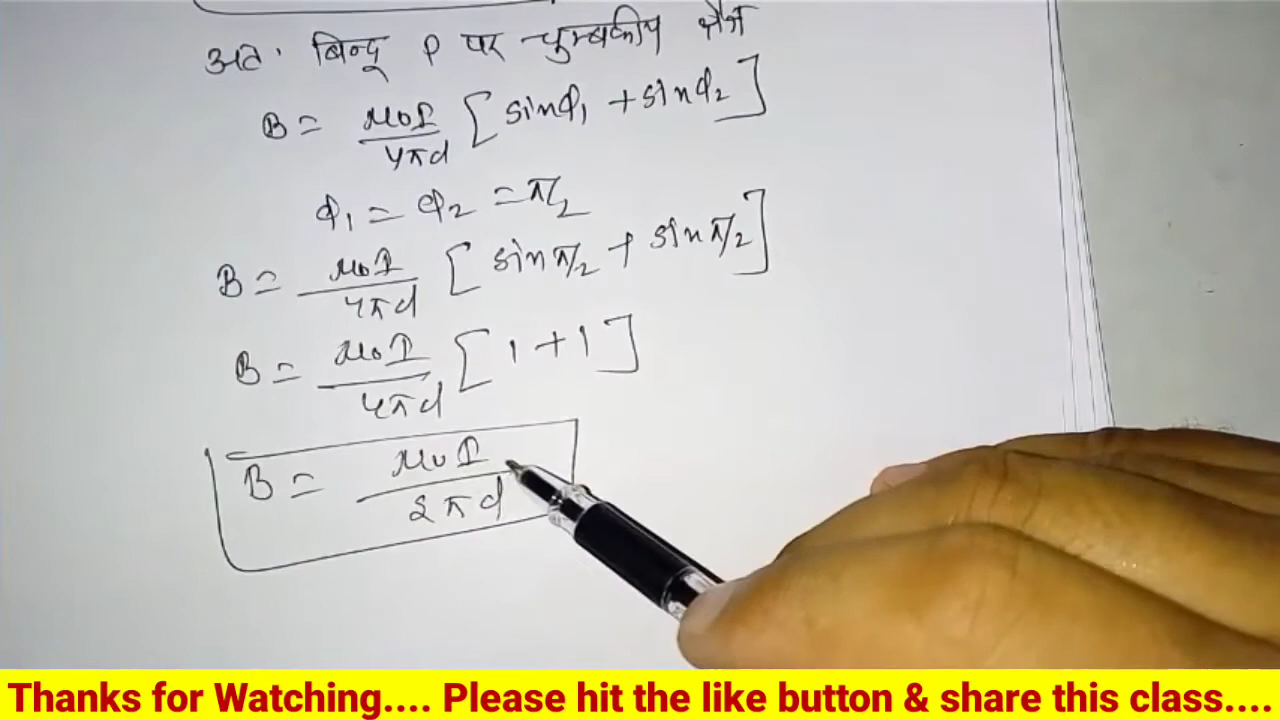 अतः बिन्दू P पर चुम्बकीय क्षेत्र
B = μ₀I / 4πd [sinΦ₁ + sinΦ₂]
Φ₁ = Φ₂ = π/2
B = μ₀I / 4πd [sin π/2 + sin π/2]
B = μ₀I / 4πd [1 + 1]
B = μ₀I / 2πd
Thanks for Watching.... Please hit the like button & share this class....